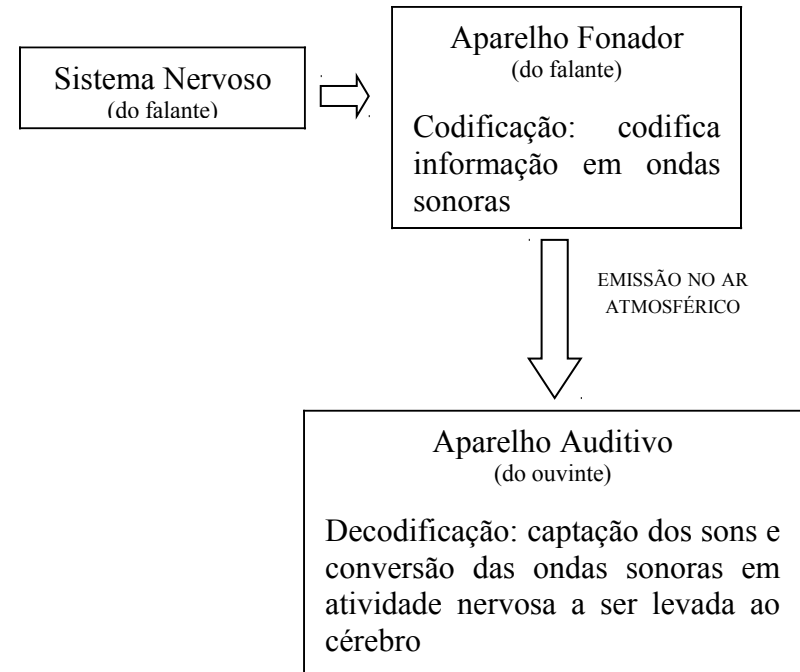 Sistema Nervoso
(do falante)
Aparelho Fonador
(do falante)
Codificação: codifica
informação em ondas
sonoras
EMISSÃO NO AR
ATMOSFÉRICO
Aparelho Auditivo
(do ouvinte)
Decodificação: captação dos sons e
conversão das ondas sonoras em
atividade nervosa a ser levada ao
cérebro